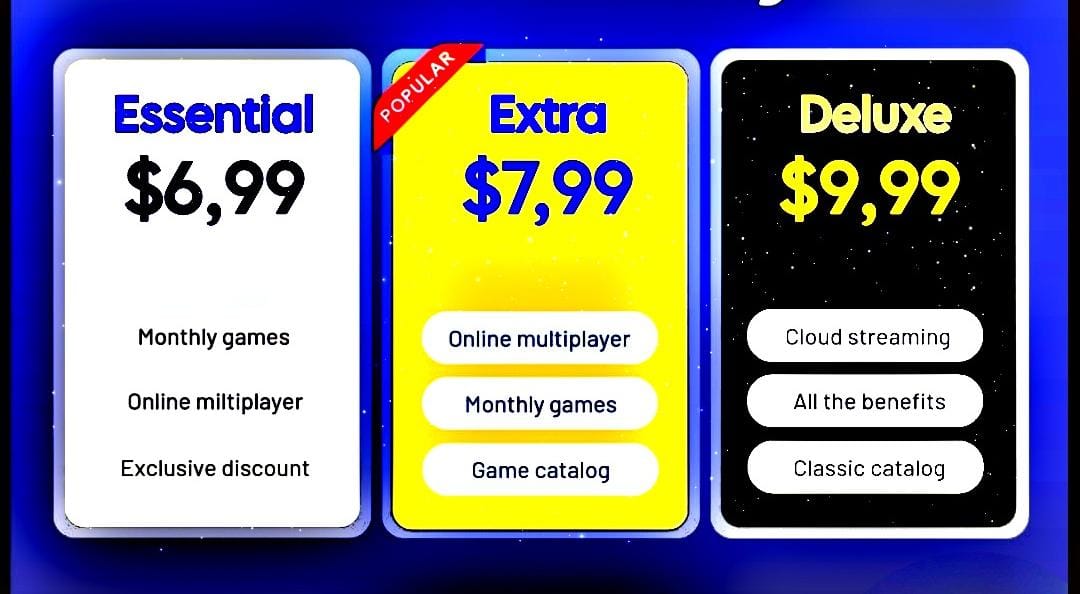 Essential
$6,99
Monthly games
Online miltiplayer
Exclusive discount
POPULAR
Extra
$7,99
Online multiplayer
Monthly games
Game catalog
Deluxe
$9,99
Cloud streaming
All the benefits
Classic catalog